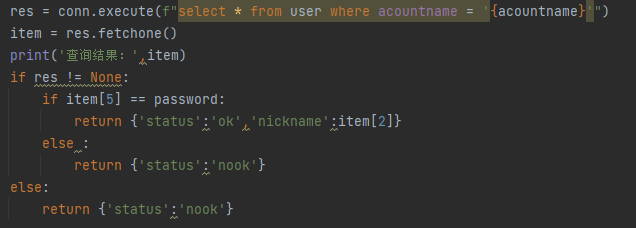 res = conn.execute(f"select * from user where acountname = '{acountname}'")
item = res.fetchone()
print('查询结果：',item)
if res != None:
    if item[5] == password:
        return {'status':'ok','nickname':item[2]}
    else :
        return {'status':'nook'}
else:
    return {'status':'nook'}